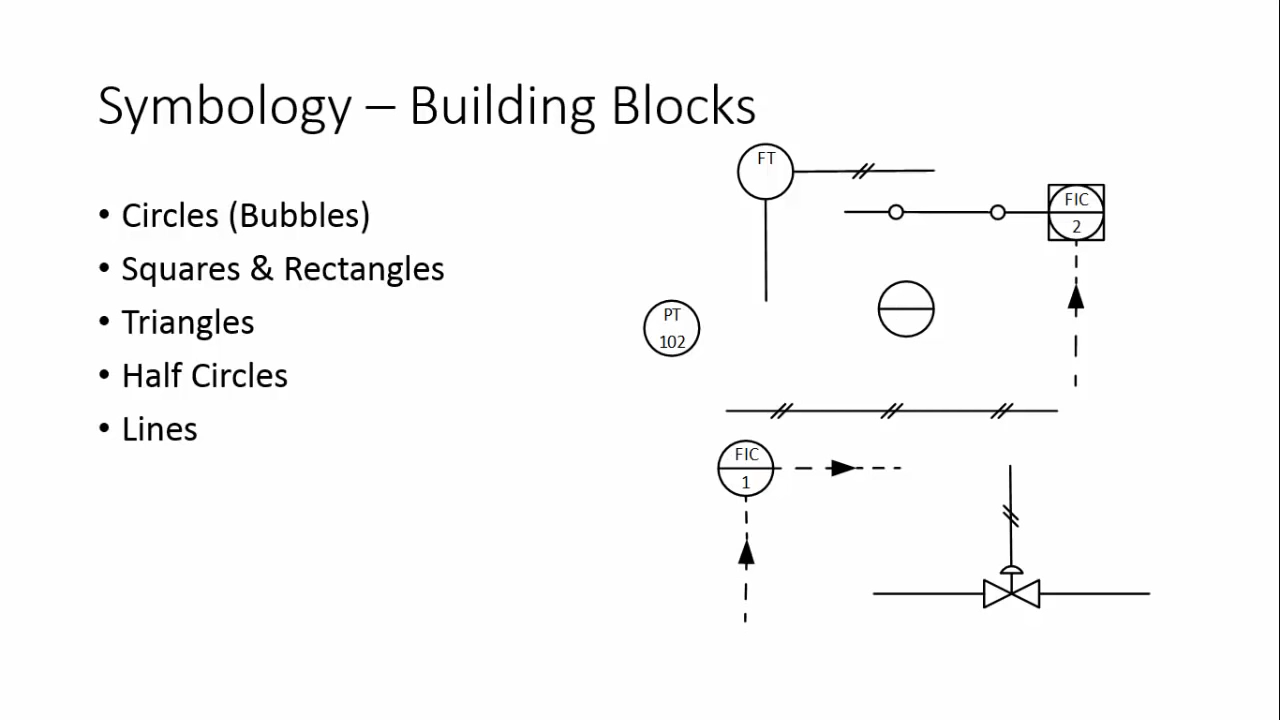 Symbology – Building Blocks
• Circles (Bubbles)
• Squares & Rectangles
• Triangles
• Half Circles
• Lines
FT
FIC
2
PT
102
FIC
1